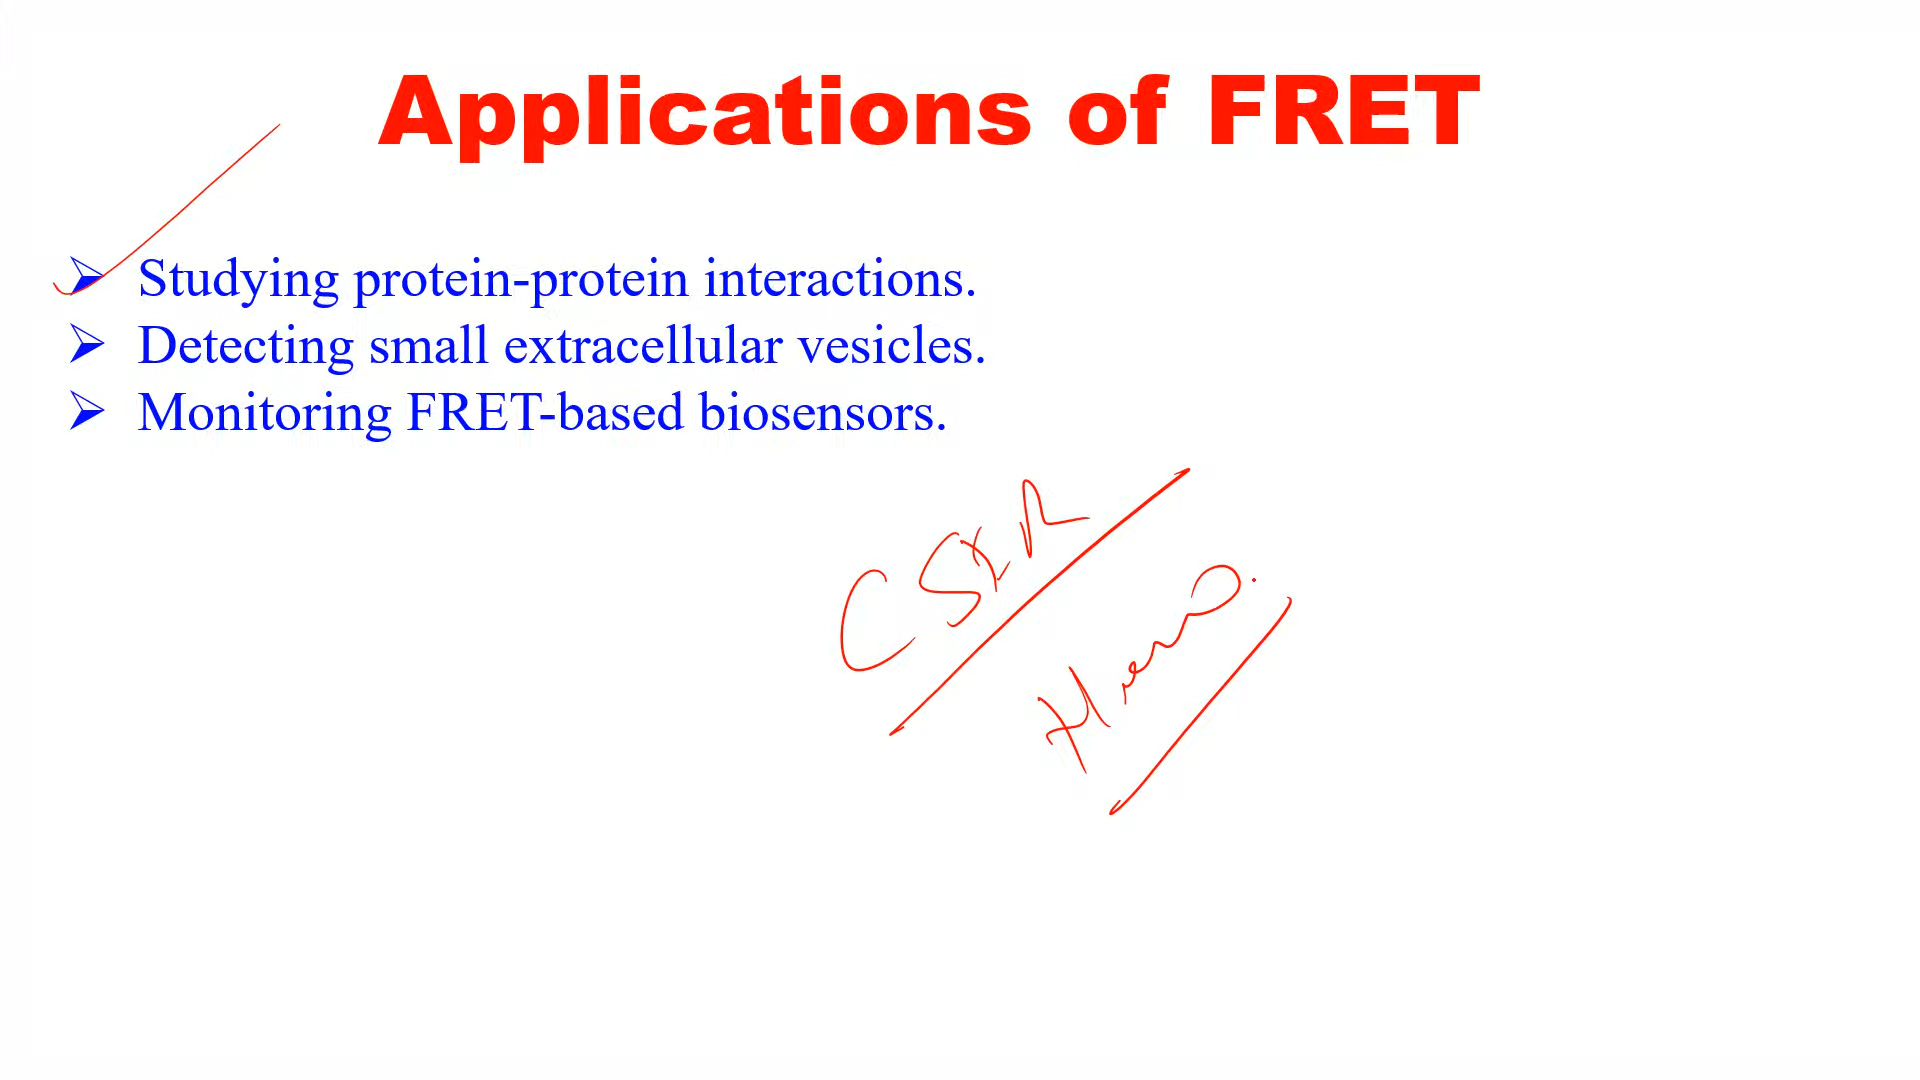 Applications of FRET
➢ Studying protein-protein interactions.
➢ Detecting small extracellular vesicles.
➢ Monitoring FRET-based biosensors.
CSIR